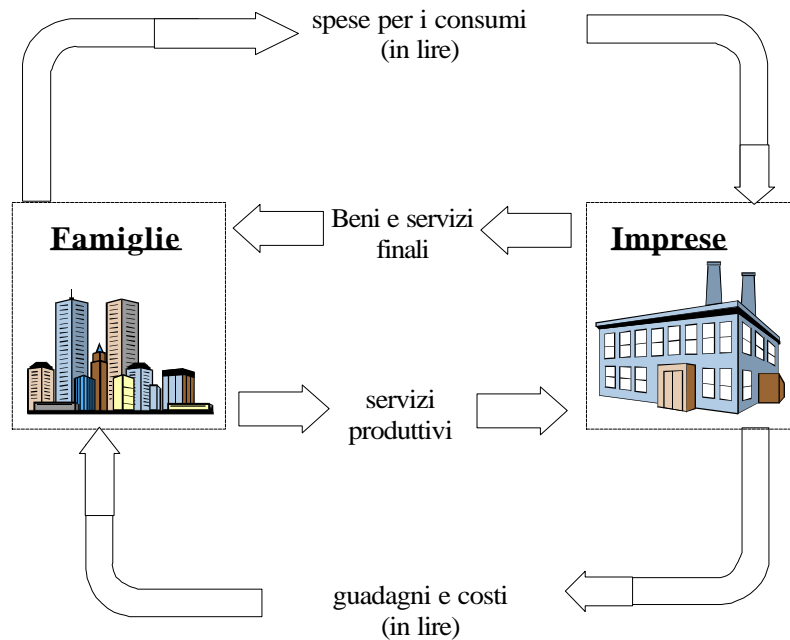 spese per i consumi
(in lire)
Famiglie
Beni e servizi
finali
Imprese
servizi
produttivi
guadagni e costi
(in lire)